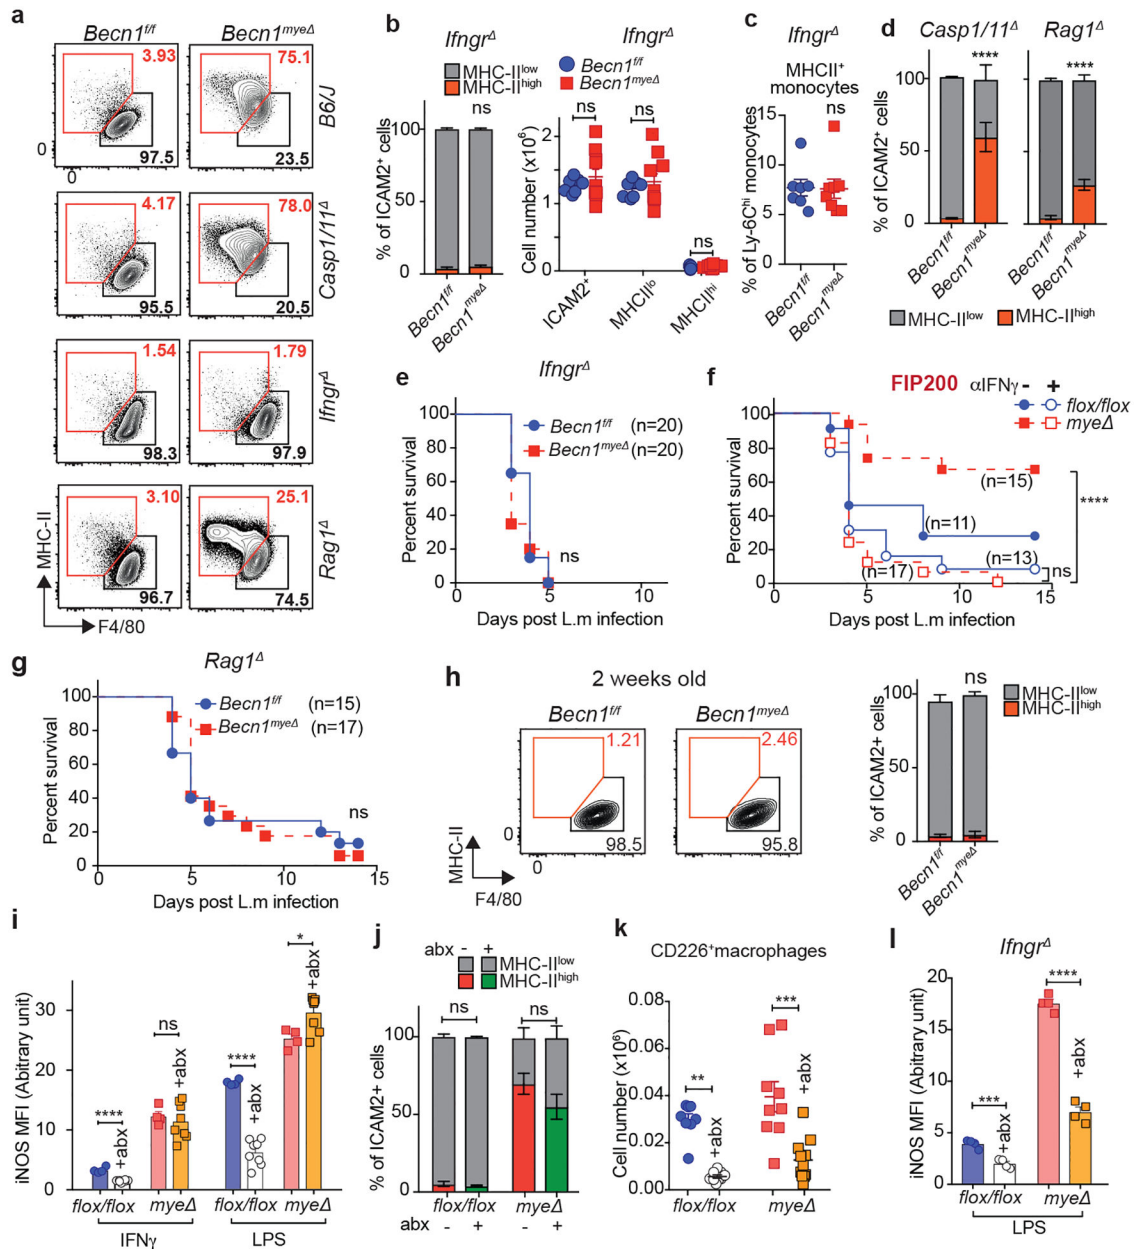 a
Becn1f/f
Becn1myeΔ
3.93
97.5
75.1
23.5
B6/J
0
0
4.17
95.5
78.0
20.5
Casp1/11Δ
1.54
98.3
1.79
97.9
IfngrΔ
3.10
96.7
25.1
74.5
Rag1Δ
MHC-II
F4/80
b
IfngrΔ
MHC-IIlow
MHC-IIhigh
ns
100
50
0
% of ICAM2+ cells
Becn1f/f
Becn1myeΔ
IfngrΔ
Becn1f/f
Becn1myeΔ
ns
ns
ns
2
1
0
Cell number (x10⁶)
ICAM2+
MHCIIlo
MHCIIhi
c
IfngrΔ
MHCII+
monocytes
ns
15
10
5
0
% of Ly-6Chi monocytes
Becn1f/f
Becn1myeΔ
d
Casp1/11Δ
Rag1Δ
****
****
100
50
0
% of ICAM2+ cells
Becn1f/f
Becn1myeΔ
Becn1f/f
Becn1myeΔ
MHC-IIlow
MHC-IIhigh
e
IfngrΔ
Becn1f/f (n=20)
Becn1myeΔ (n=20)
100
80
60
40
20
0
Percent survival
ns
0
5
10
Days post L.m infection
f
FIP200 αIFNγ - +
flox/flox
myeΔ
100
80
60
40
20
0
Percent survival
(n=15)
(n=11)
(n=13)
(n=17)
ns
****
0
5
10
15
Days post L.m infection
g
Rag1Δ
Becn1f/f (n=15)
Becn1myeΔ (n=17)
100
80
60
40
20
0
Percent survival
ns
0
5
10
15
Days post L.m infection
h
2 weeks old
Becn1f/f
Becn1myeΔ
1.21
98.5
2.46
95.8
0
0
0
MHC-II
F4/80
ns
MHC-IIlow
MHC-IIhigh
100
50
0
% of ICAM2+ cells
Becn1f/f
Becn1myeΔ
i
iNOS MFI (Abitrary unit)
30
20
10
0
****
+abx
ns
+abx
****
+abx
*
+abx
flox/flox
myeΔ
flox/flox
myeΔ
IFNγ
LPS
j
abx - +
MHC-IIlow
MHC-IIhigh
ns
ns
100
50
0
% of ICAM2+ cells
flox/flox
myeΔ
abx - + - +
k
CD226+macrophages
0.08
0.06
0.04
0.02
0.00
Cell number (x10⁶)
**
+abx
***
+abx
flox/flox
myeΔ
l
IfngrΔ
20
15
10
5
0
iNOS MFI (Abitrary unit)
***
+abx
****
+abx
flox/flox
myeΔ
LPS